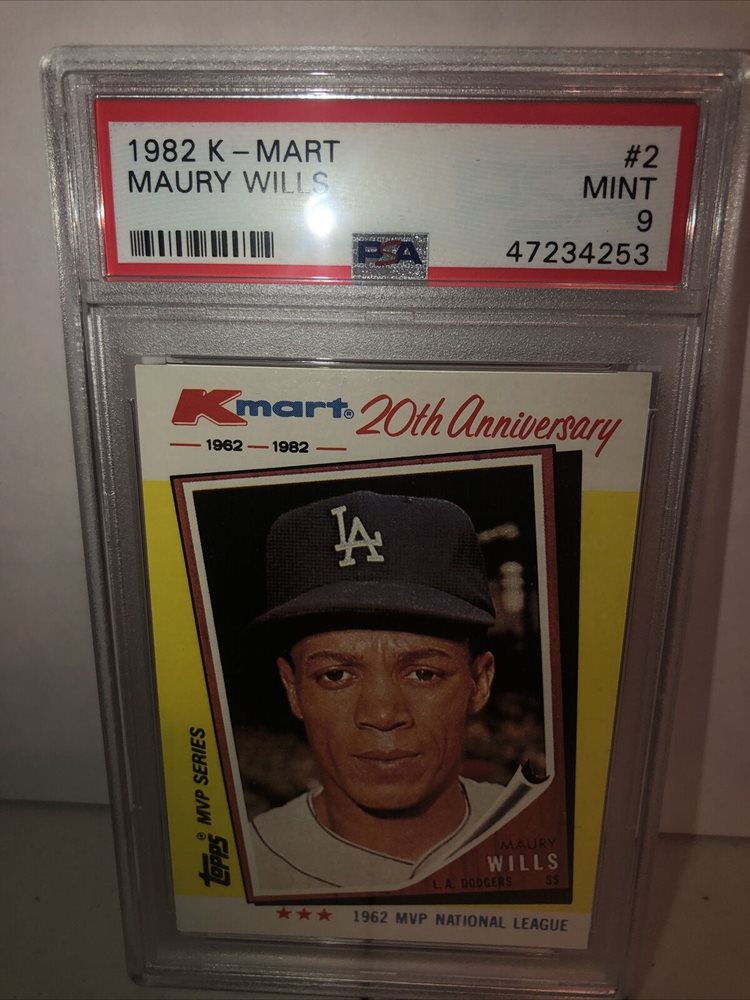 1982 K-MART #2
MAURY WILLS MINT
9
PSA 47234253
Kmart® 20th Anniversary
1962 — 1982
LA
Topps® MVP SERIES
MAURY
WILLS
L.A. DODGERS SS
★★★ 1962 MVP NATIONAL LEAGUE